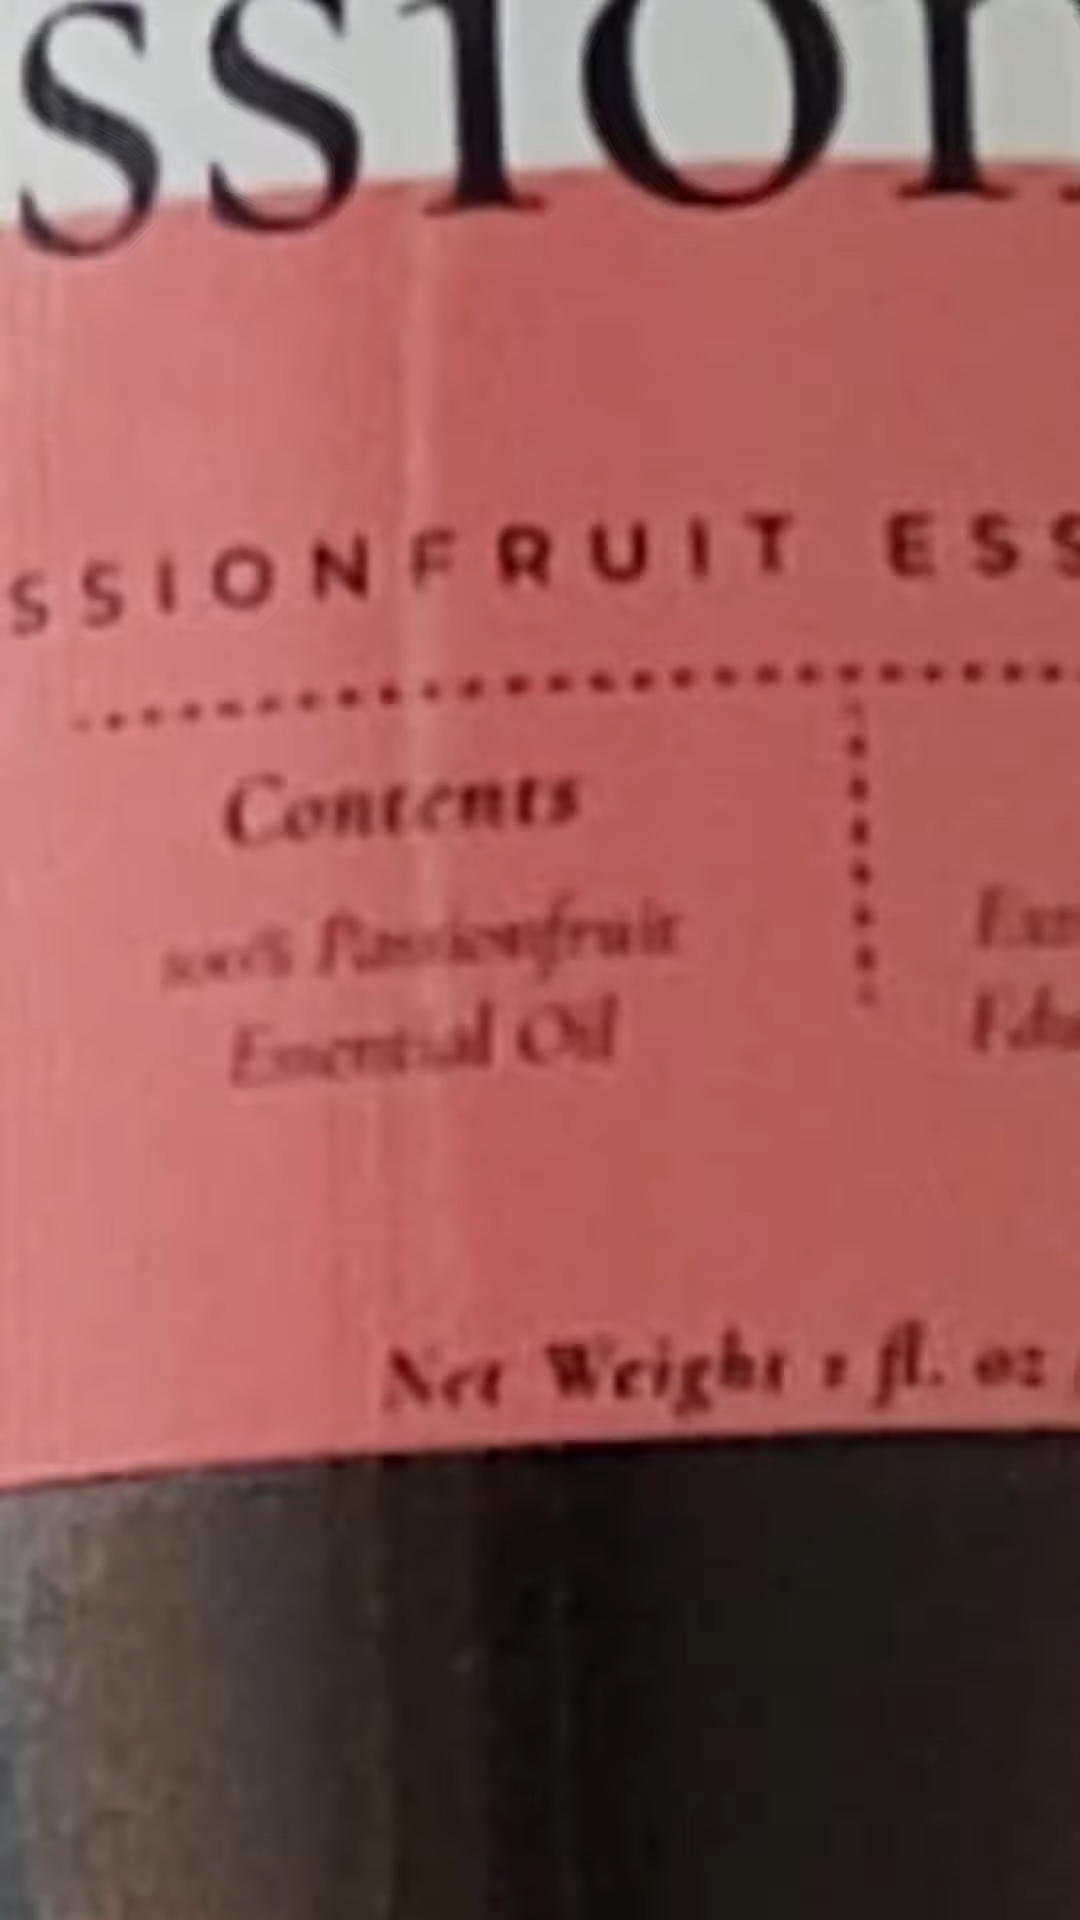 ssion
SSIONFRUIT ESS
Contents
100% Passionfruit
Essential Oil
Net Weight 1 fl. oz